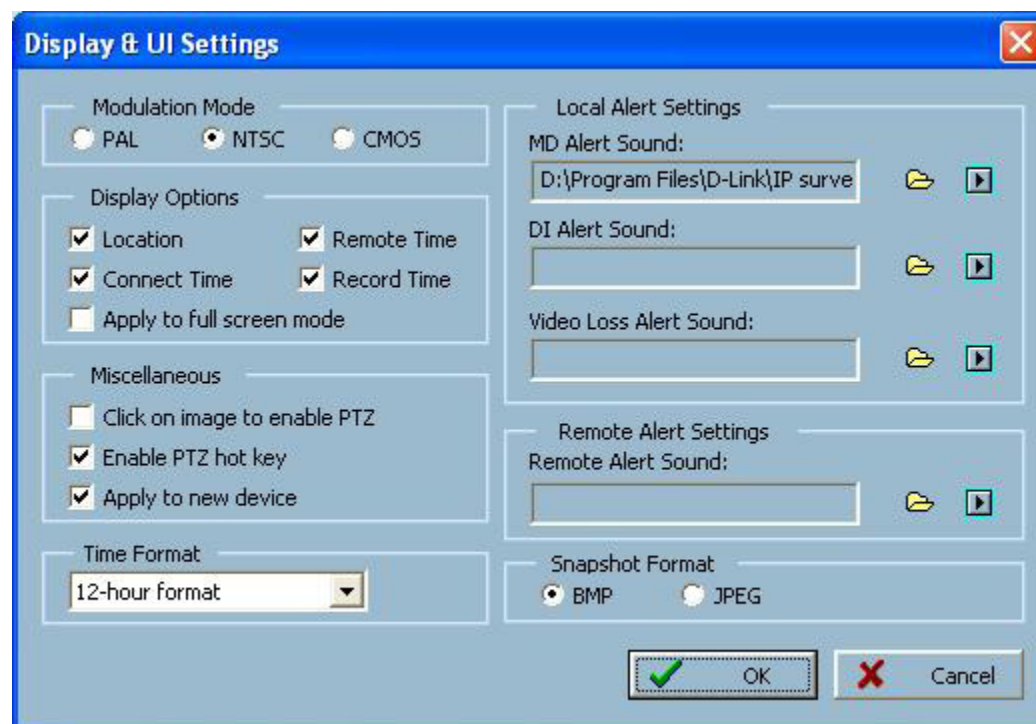 Display & UI Settings
Modulation Mode
PAL NTSC CMOS
Display Options
Location Remote Time
Connect Time Record Time
Apply to full screen mode
Miscellaneous
Click on image to enable PTZ
Enable PTZ hot key
Apply to new device
Time Format
12-hour format
Local Alert Settings
MD Alert Sound:
D:\Program Files\D-Link\IP surve
DI Alert Sound:
Video Loss Alert Sound:
Remote Alert Settings
Remote Alert Sound:
Snapshot Format
BMP JPEG
OK Cancel